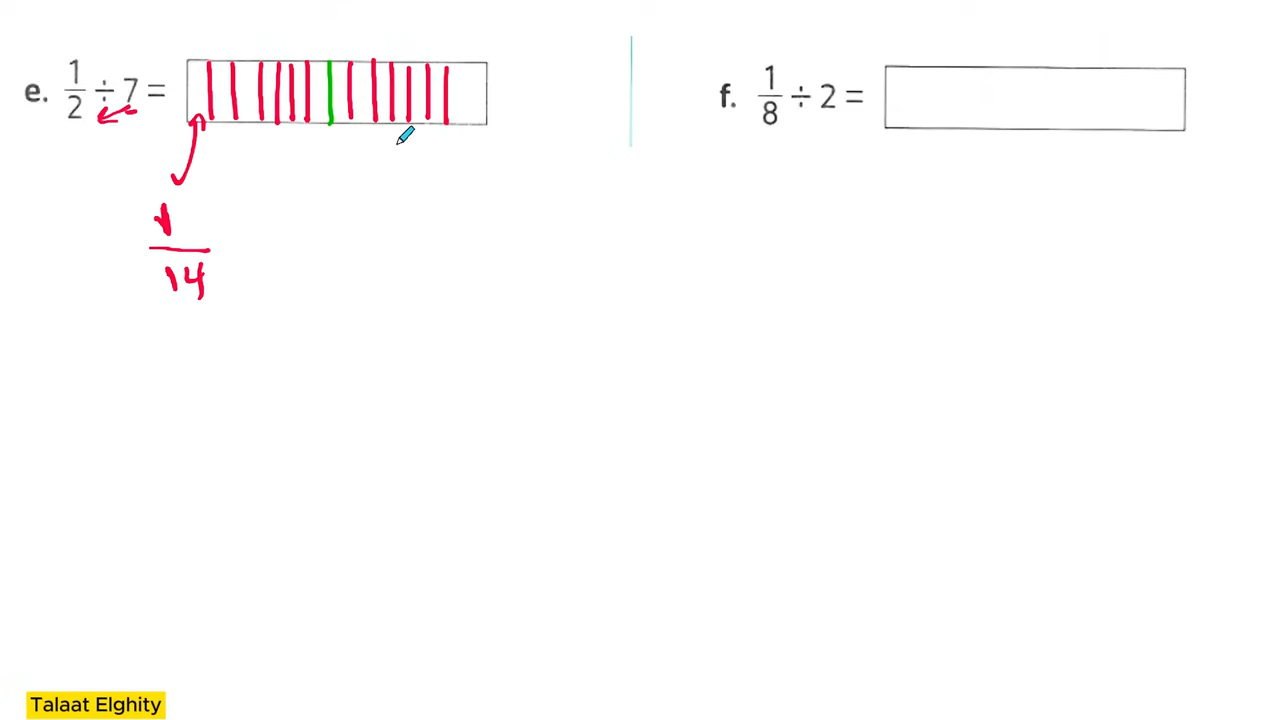 e. 1/2 ÷ 7 =
1/14
f. 1/8 ÷ 2 =
Talaat Elghity